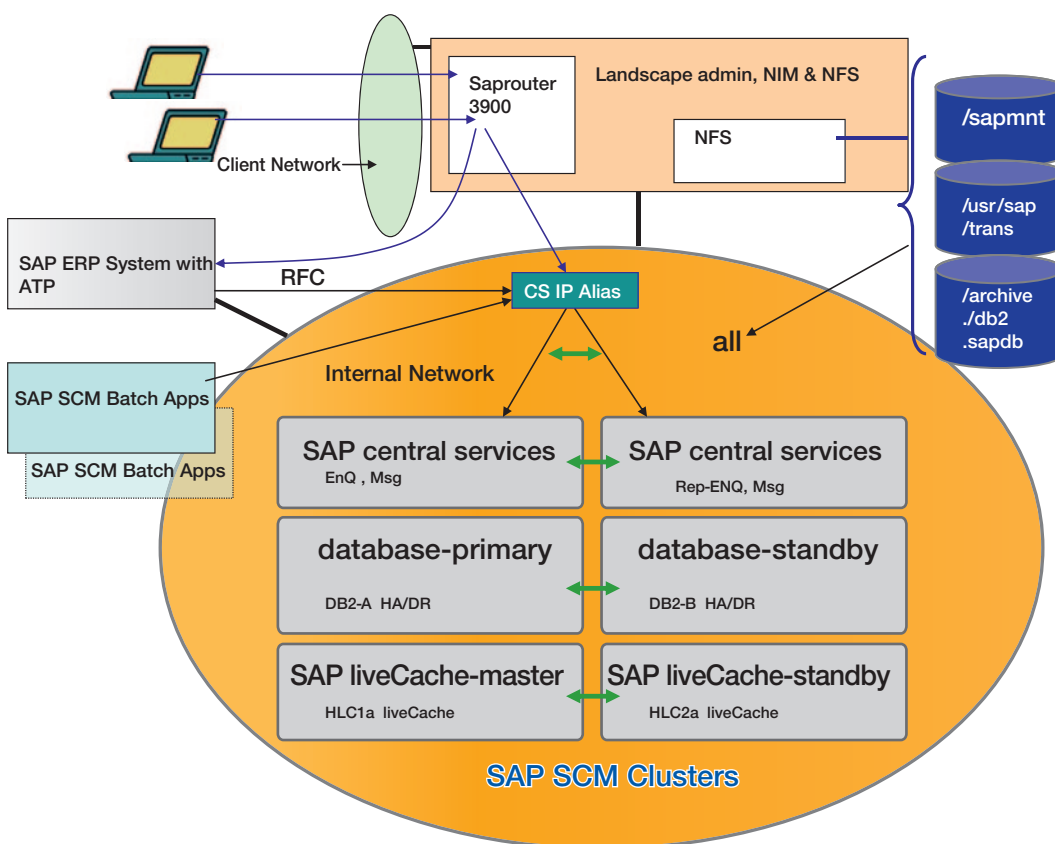 Saprouter
3900
Landscape admin, NIM & NFS
NFS
Client Network
/sapmnt
/usr/sap
/trans
/archive
./db2
.sapdb
SAP ERP System with
ATP
RFC
CS IP Alias
all
Internal Network
SAP SCM Batch Apps
SAP SCM Batch Apps
SAP central services
EnQ , Msg
SAP central services
Rep-ENQ, Msg
database-primary
DB2-A HA/DR
database-standby
DB2-B HA/DR
SAP liveCache-master
HLC1a liveCache
SAP liveCache-standby
HLC2a liveCache
SAP SCM Clusters